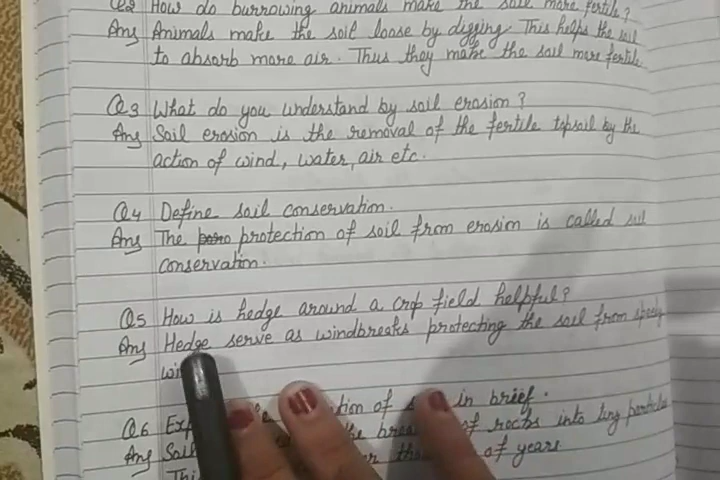 Q2 How do burrowing animals make the soil more fertile?
Ans Animals make the soil loose by digging. This helps the soil
to absorb more air. Thus they make the soil more fertile
Q3 What do you understand by soil erosion?
Ans Soil erosion is the removal of the fertile topsoil by the
action of wind, water, air etc.
Q4 Define soil conservation.
Ans The protection of soil from erosion is called soil
conservation.
Q5 How is hedge around a crop field helpful?
Ans Hedge serve as windbreaks protecting the soil from speedy
Q6 of in brief.
Ans Soil the of rocks into tiny particles
of years